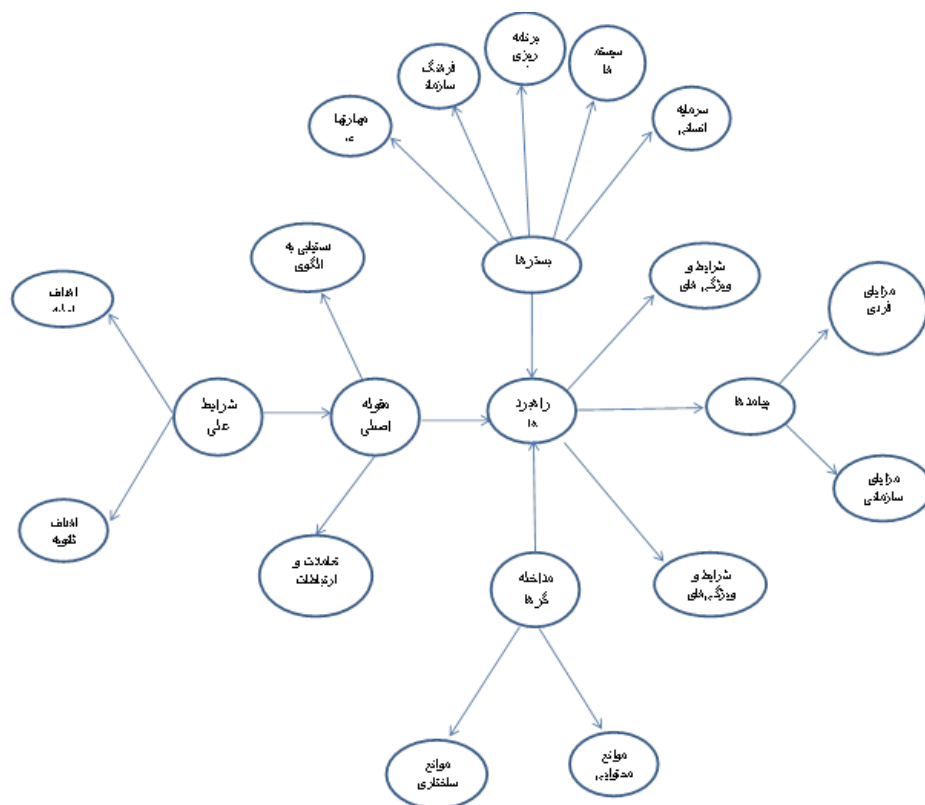 برنامه
ریزی
سیستم
ها
فرهنگ
سازمان
سرمایه
انسانی
مهارتها
ی
دستیابی به
الگوی
بسترها
شرایط و
ویژگی های
مزایای
فردی
اهداف
شرایط
علی
مقوله
اصلی
راهبرد
ها
پیامدها
مزایای
سازمانی
اهداف
ثانویه
تعاملات و
ارتباطات
مداخله
گرها
شرایط و
ویژگی‌های
موانع
ساختاری
موانع
محتوایی